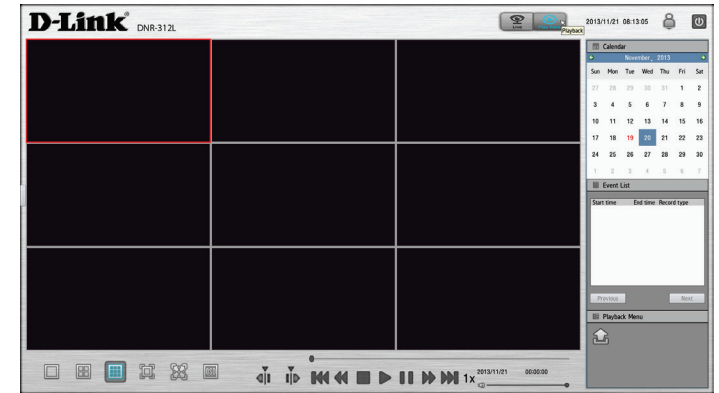 D-Link DNR-312L
LIVE
Playback
2013/11/21 08:13:05
Calendar
November, 2013
Sun Mon Tue Wed Thu Fri Sat
27 28 29 30 31 1 2
3 4 5 6 7 8 9
10 11 12 13 14 15 16
17 18 19 20 21 22 23
24 25 26 27 28 29 30
1 2 3 4 5 6 7
Event List
Start time End time Record type
Previous Next
Playback Menu
1x
2013/11/21 00:00:00